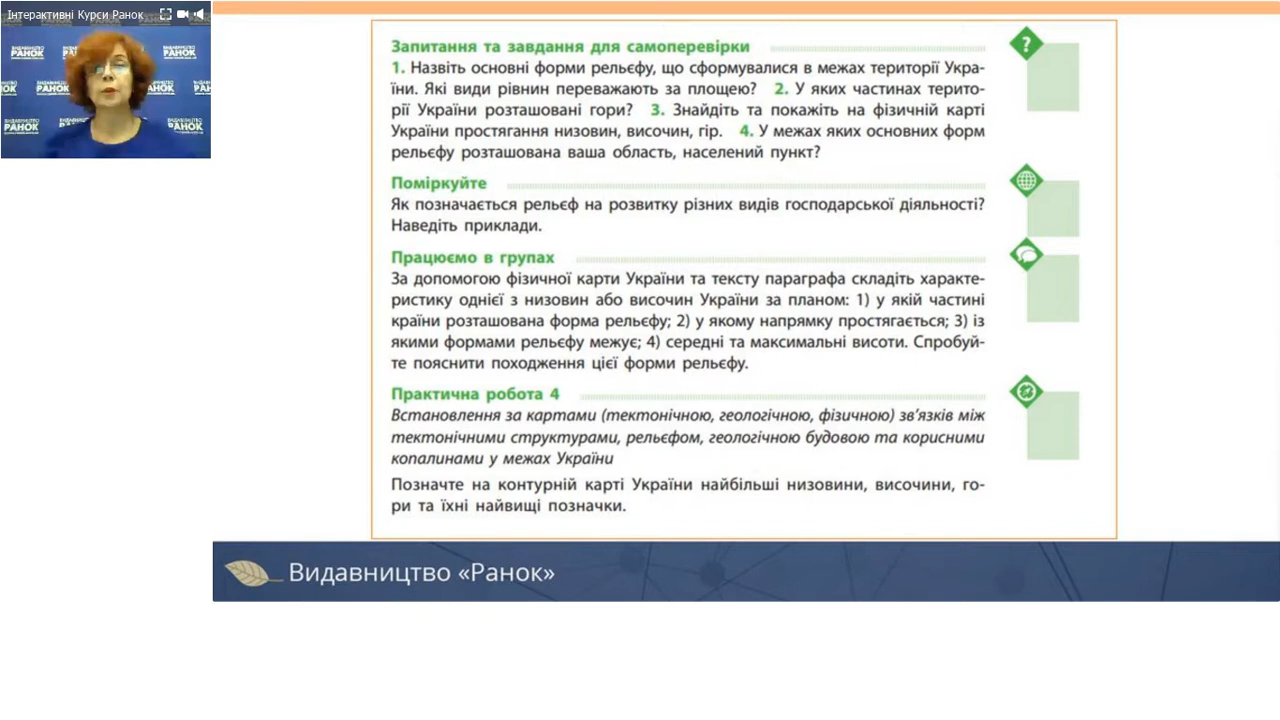 Інтерактивні Курси Ранок
ВИДАВНИЦТВО
РАНОК
РАНОК
РАНОК
РАНОК
Запитання та завдання для самоперевірки
1. Назвіть основні форми рельєфу, що сформувалися в межах території Укра-
їни. Які види рівнин переважають за площею? 2. У яких частинах терито-
рії України розташовані гори? 3. Знайдіть та покажіть на фізичній карті
України простягання низовин, височин, гір. 4. У межах яких основних форм
рельєфу розташована ваша область, населений пункт?
?
Поміркуйте
Як позначається рельєф на розвитку різних видів господарської діяльності?
Наведіть приклади.
Працюємо в групах
За допомогою фізичної карти України та тексту параграфа складіть характе-
ристику однієї з низовин або височин України за планом: 1) у якій частині
країни розташована форма рельєфу; 2) у якому напрямку простягається; 3) із
якими формами рельєфу межує; 4) середні та максимальні висоти. Спробуй-
те пояснити походження цієї форми рельєфу.
Практична робота 4
Встановлення за картами (тектонічною, геологічною, фізичною) зв’язків між
тектонічними структурами, рельєфом, геологічною будовою та корисними
копалинами у межах України
Позначте на контурній карті України найбільші низовини, височини, го-
ри та їхні найвищі позначки.
Видавництво «Ранок»